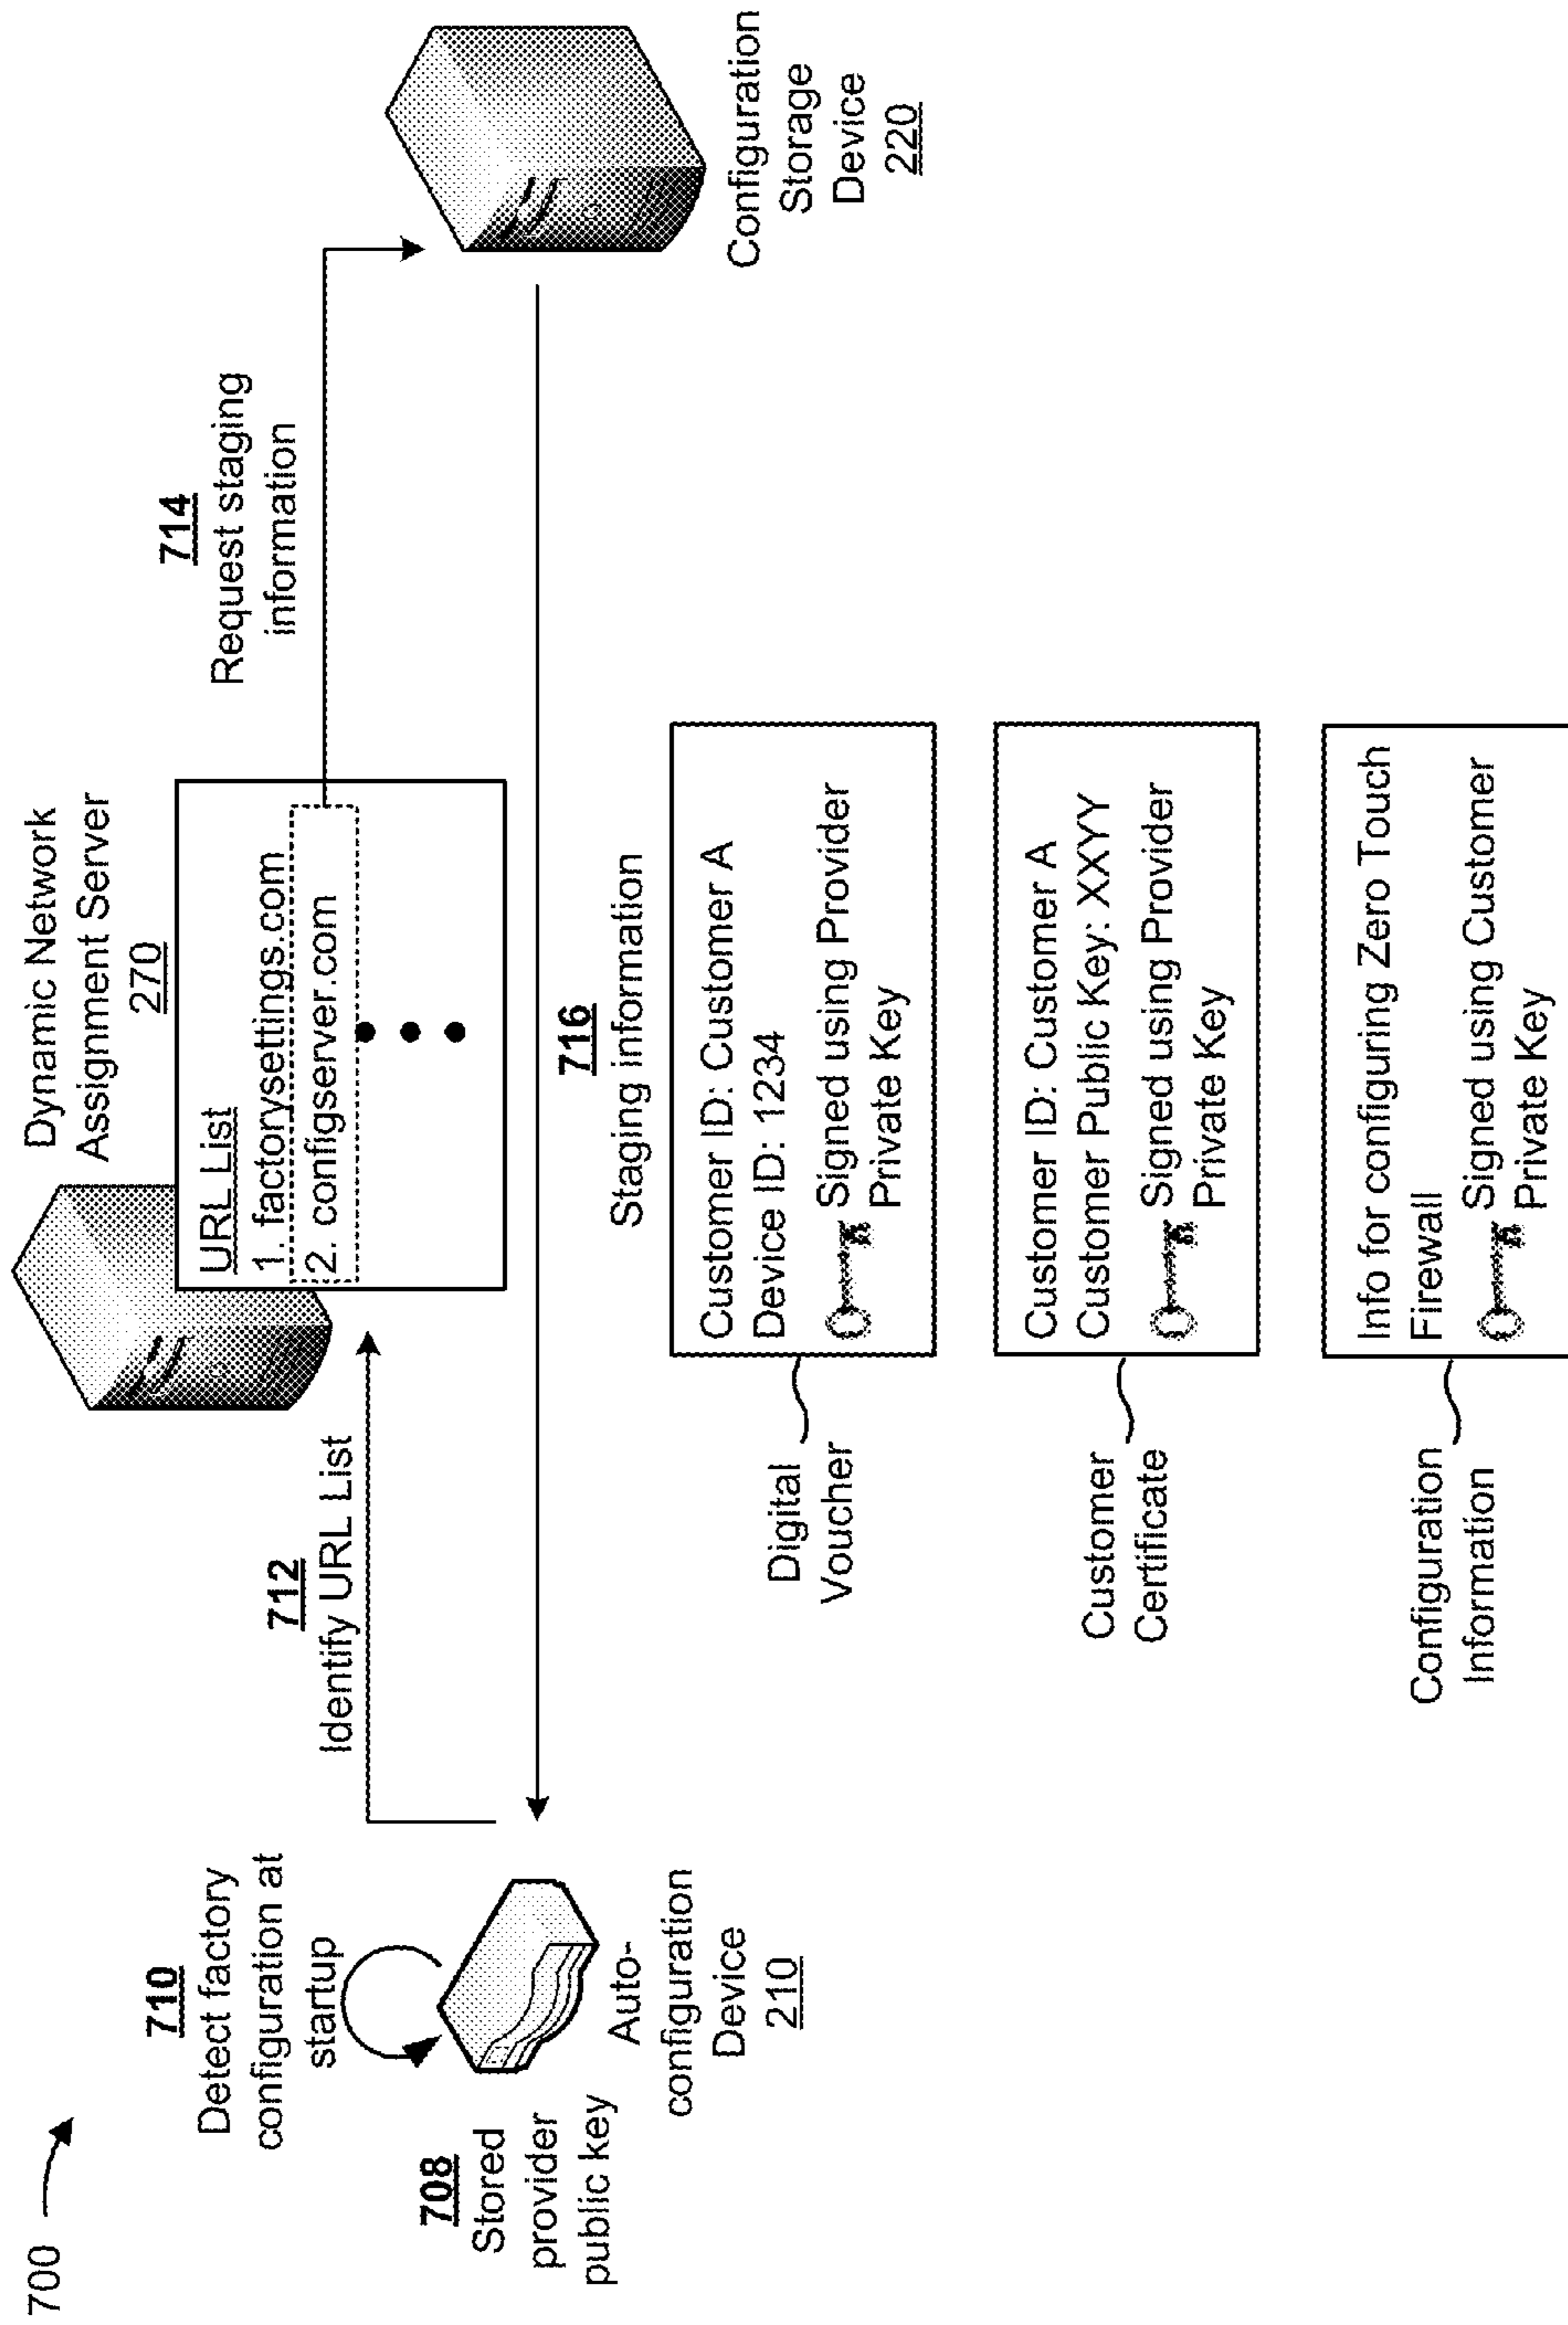 700
710
Detect factory
configuration at
startup
708
Stored
provider
public key
Auto-
configuration
Device
210
712
Identify URL List
Dynamic Network
Assignment Server
270
URL List
1. factorysettings.com
2. configserver.com
714
Request staging
information
Configuration
Storage
Device
220
716
Staging information
Digital
Voucher
Customer ID: Customer A
Device ID: 1234
Signed using Provider
Private Key
Customer
Certificate
Customer ID: Customer A
Customer Public Key: XXYY
Signed using Provider
Private Key
Configuration
Information
Info for configuring Zero Touch
Firewall
Signed using Customer
Private Key